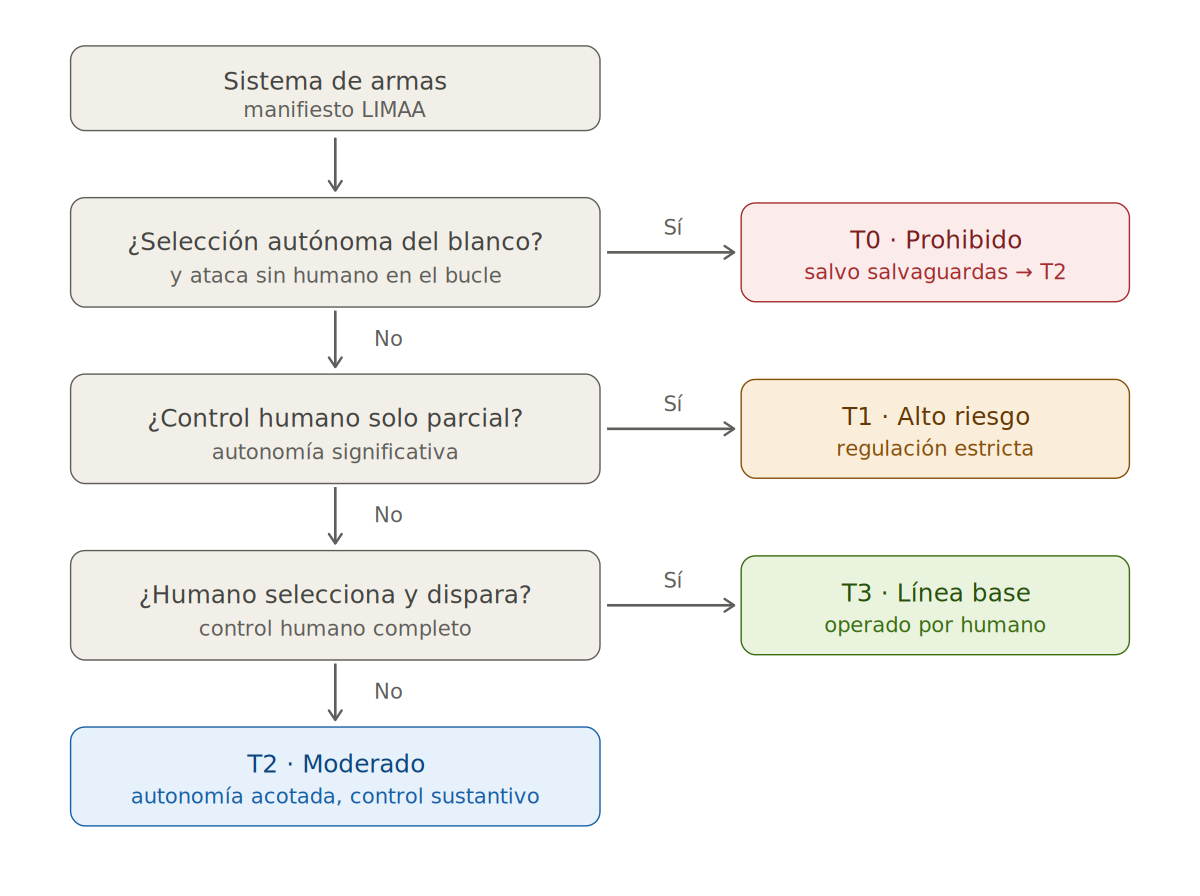 Sistema de armas
manifiesto LIMAA
¿Selección autónoma del blanco?
y ataca sin humano en el bucle
Sí
T0 · Prohibido
salvo salvaguardas → T2
No
¿Control humano solo parcial?
autonomía significativa
Sí
T1 · Alto riesgo
regulación estricta
No
¿Humano selecciona y dispara?
control humano completo
Sí
T3 · Línea base
operado por humano
No
T2 · Moderado
autonomía acotada, control sustantivo